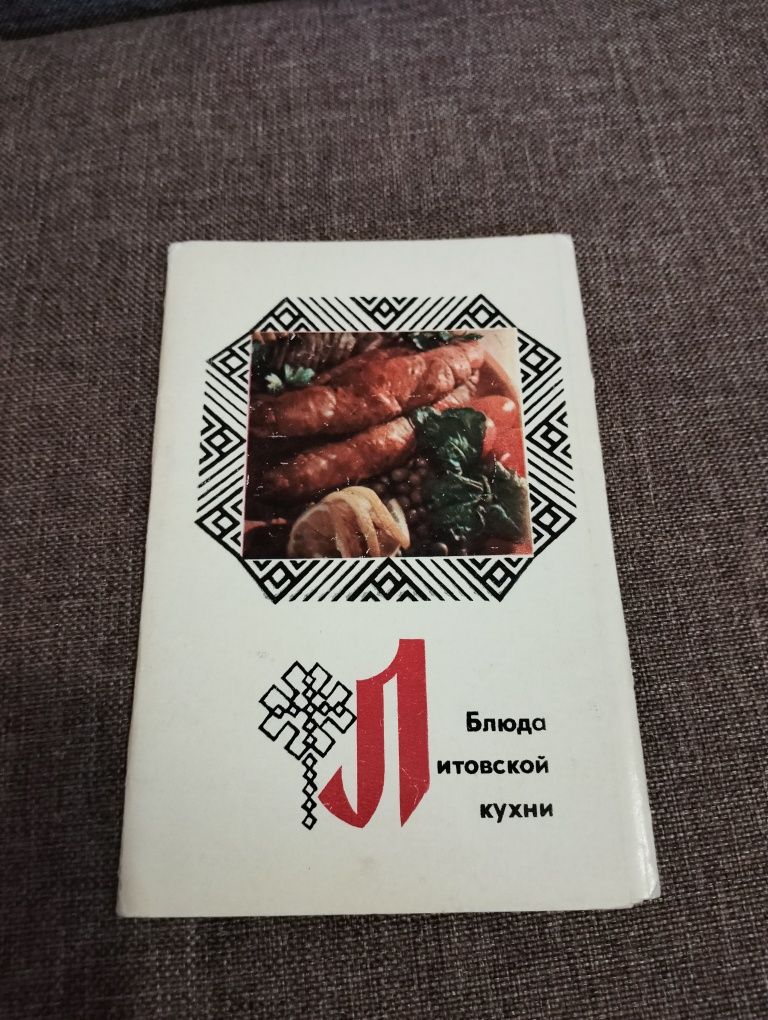 Блюда
Литовской
кухни